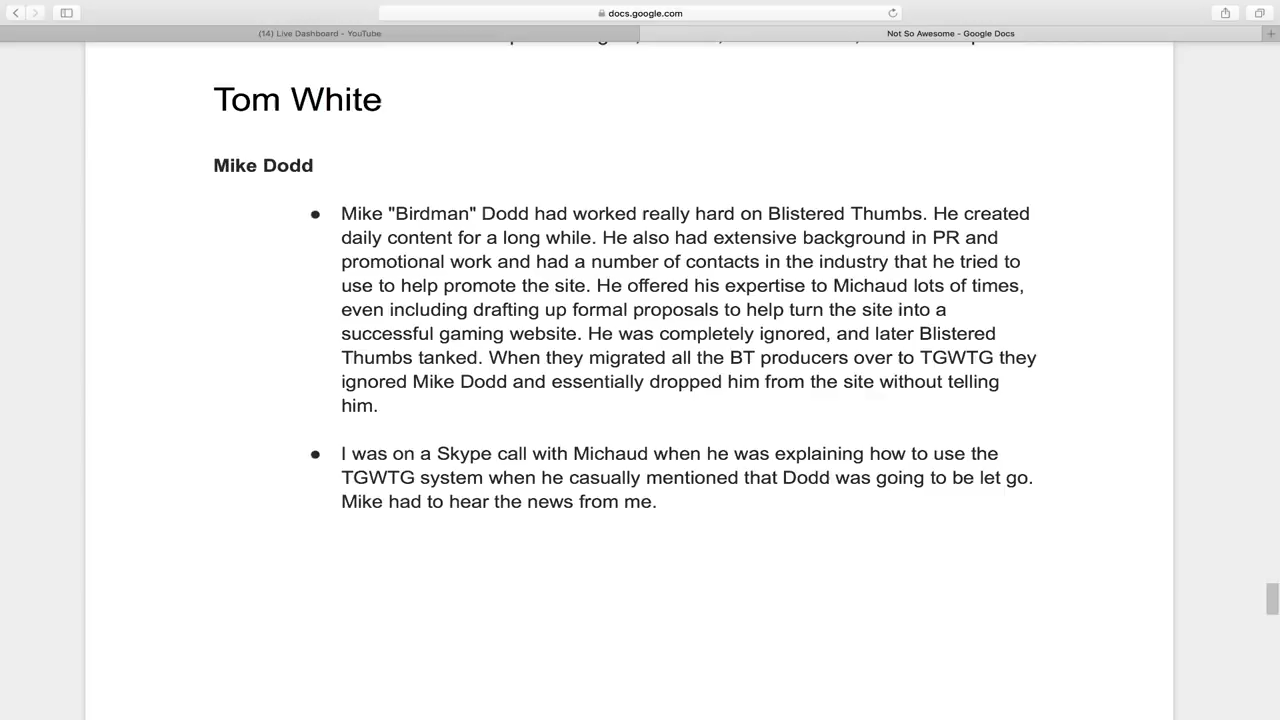 docs.google.com
(14) Live Dashboard - YouTube
Not So Awesome - Google Docs
Tom White
Mike Dodd
● Mike "Birdman" Dodd had worked really hard on Blistered Thumbs. He created
daily content for a long while. He also had extensive background in PR and
promotional work and had a number of contacts in the industry that he tried to
use to help promote the site. He offered his expertise to Michaud lots of times,
even including drafting up formal proposals to help turn the site into a
successful gaming website. He was completely ignored, and later Blistered
Thumbs tanked. When they migrated all the BT producers over to TGWTG they
ignored Mike Dodd and essentially dropped him from the site without telling
him.
● I was on a Skype call with Michaud when he was explaining how to use the
TGWTG system when he casually mentioned that Dodd was going to be let go.
Mike had to hear the news from me.